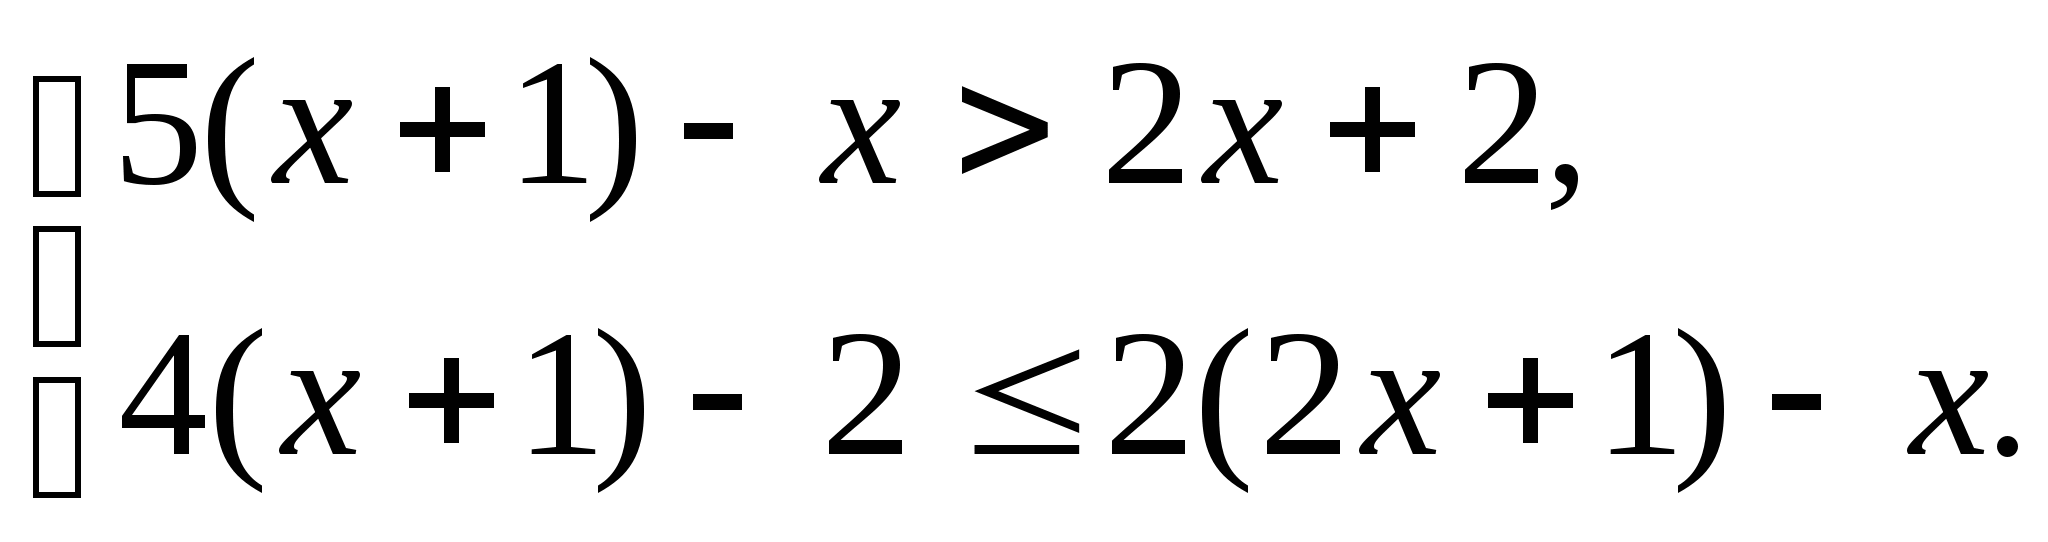 5(x + 1) - x > 2x + 2,
4(x + 1) - 2 ≤ 2(2x + 1) - x.